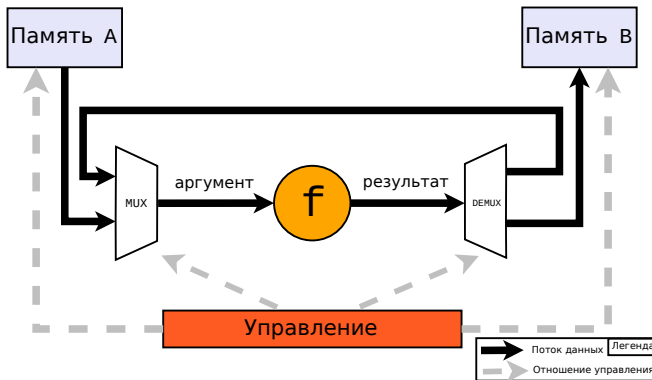 Память A
Память B
аргумент
результат
MUX
f
DEMUX
Управление
Легенда
Поток данных
Отношение управления